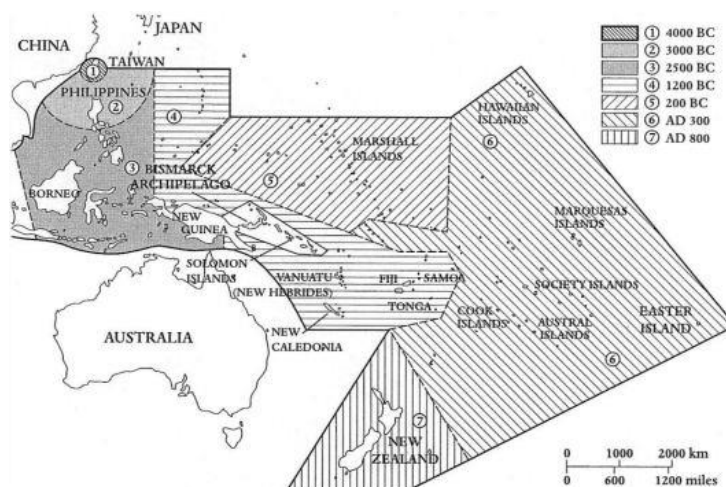 JAPAN
CHINA
① 4000 BC
② 3000 BC
③ 2500 BC
④ 1200 BC
⑤ 200 BC
⑥ AD 300
⑦ AD 800
TAIWAN
①
PHILIPPINES
②
④
HAWAIIAN
ISLANDS
⑥
MARSHALL
ISLANDS
③ BISMARCK
ARCHIPELAGO
⑤
BORNEO
NEW
GUINEA
MARQUESAS
ISLANDS
SOLOMON
ISLANDS
VANUATU
(NEW HEBRIDES)
FIJI
SAMOA
SOCIETY ISLANDS
TONGA
COOK
ISLANDS
AUSTRAL
ISLANDS
EASTER
ISLAND
AUSTRALIA
NEW
CALEDONIA
⑥
⑦
NEW
ZEALAND
0 1000 2000 km
0 600 1200 miles